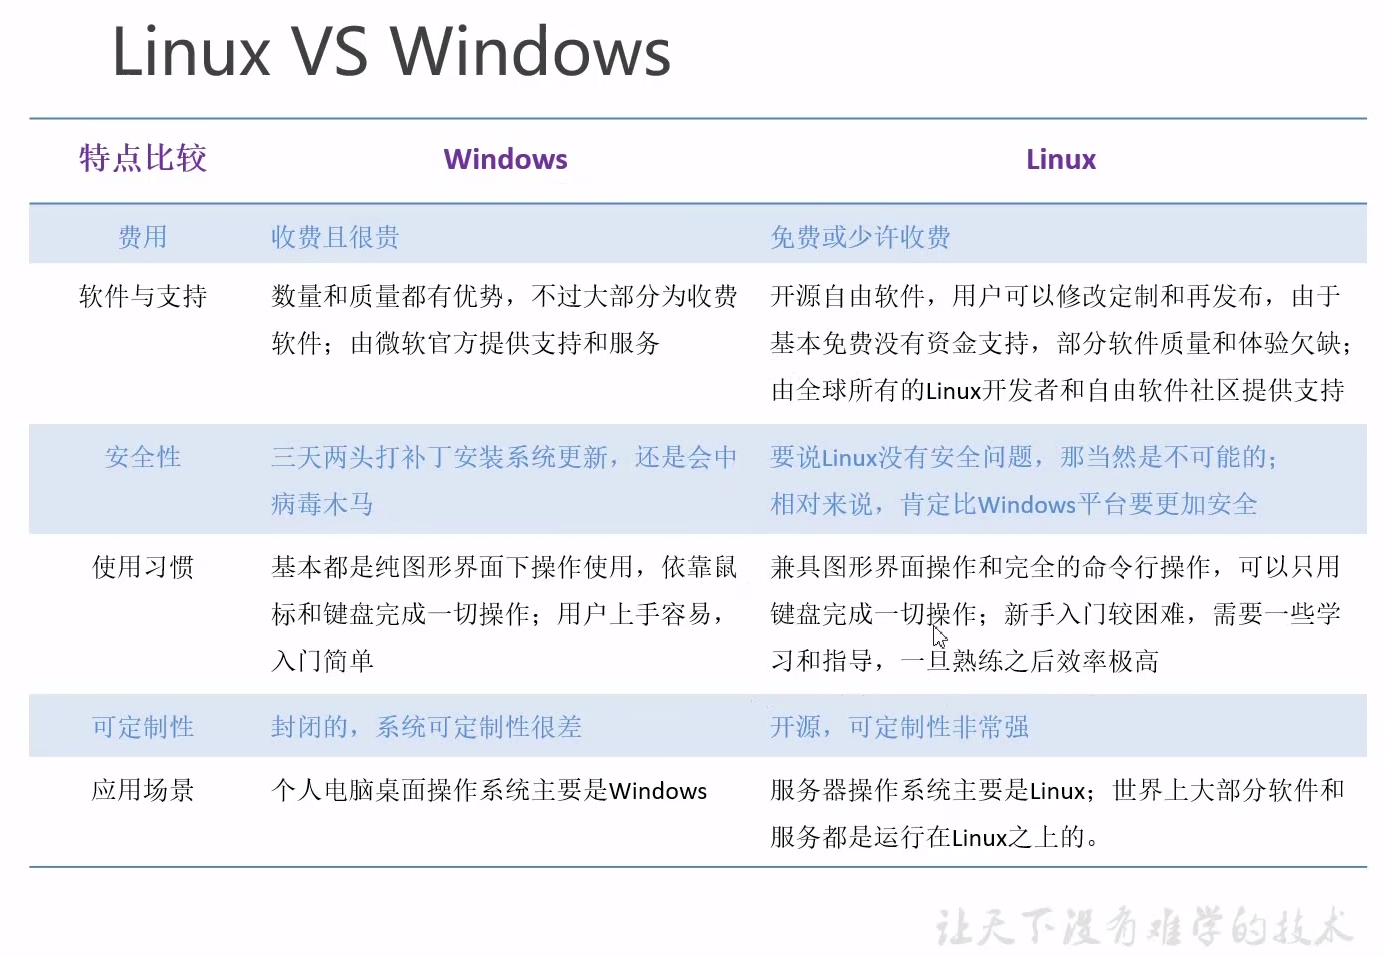 Linux VS Windows
特点比较 Windows Linux
费用 收费且很贵 免费或少许收费
软件与支持 数量和质量都有优势，不过大部分为收费
软件；由微软官方提供支持和服务
开源自由软件，用户可以修改定制和再发布，由于
基本免费没有资金支持，部分软件质量和体验欠缺；
由全球所有的Linux开发者和自由软件社区提供支持
安全性 三天两头打补丁安装系统更新，还是会中
病毒木马
要说Linux没有安全问题，那当然是不可能的；
相对来说，肯定比Windows平台要更加安全
使用习惯 基本都是纯图形界面下操作使用，依靠鼠
标和键盘完成一切操作；用户上手容易，
入门简单
兼具图形界面操作和完全的命令行操作，可以只用
键盘完成一切操作；新手入门较困难，需要一些学
习和指导，一旦熟练之后效率极高
可定制性 封闭的，系统可定制性很差 开源，可定制性非常强
应用场景 个人电脑桌面操作系统主要是Windows
服务器操作系统主要是Linux；世界上大部分软件和
服务都是运行在Linux之上的。
让天下没有难学的技术